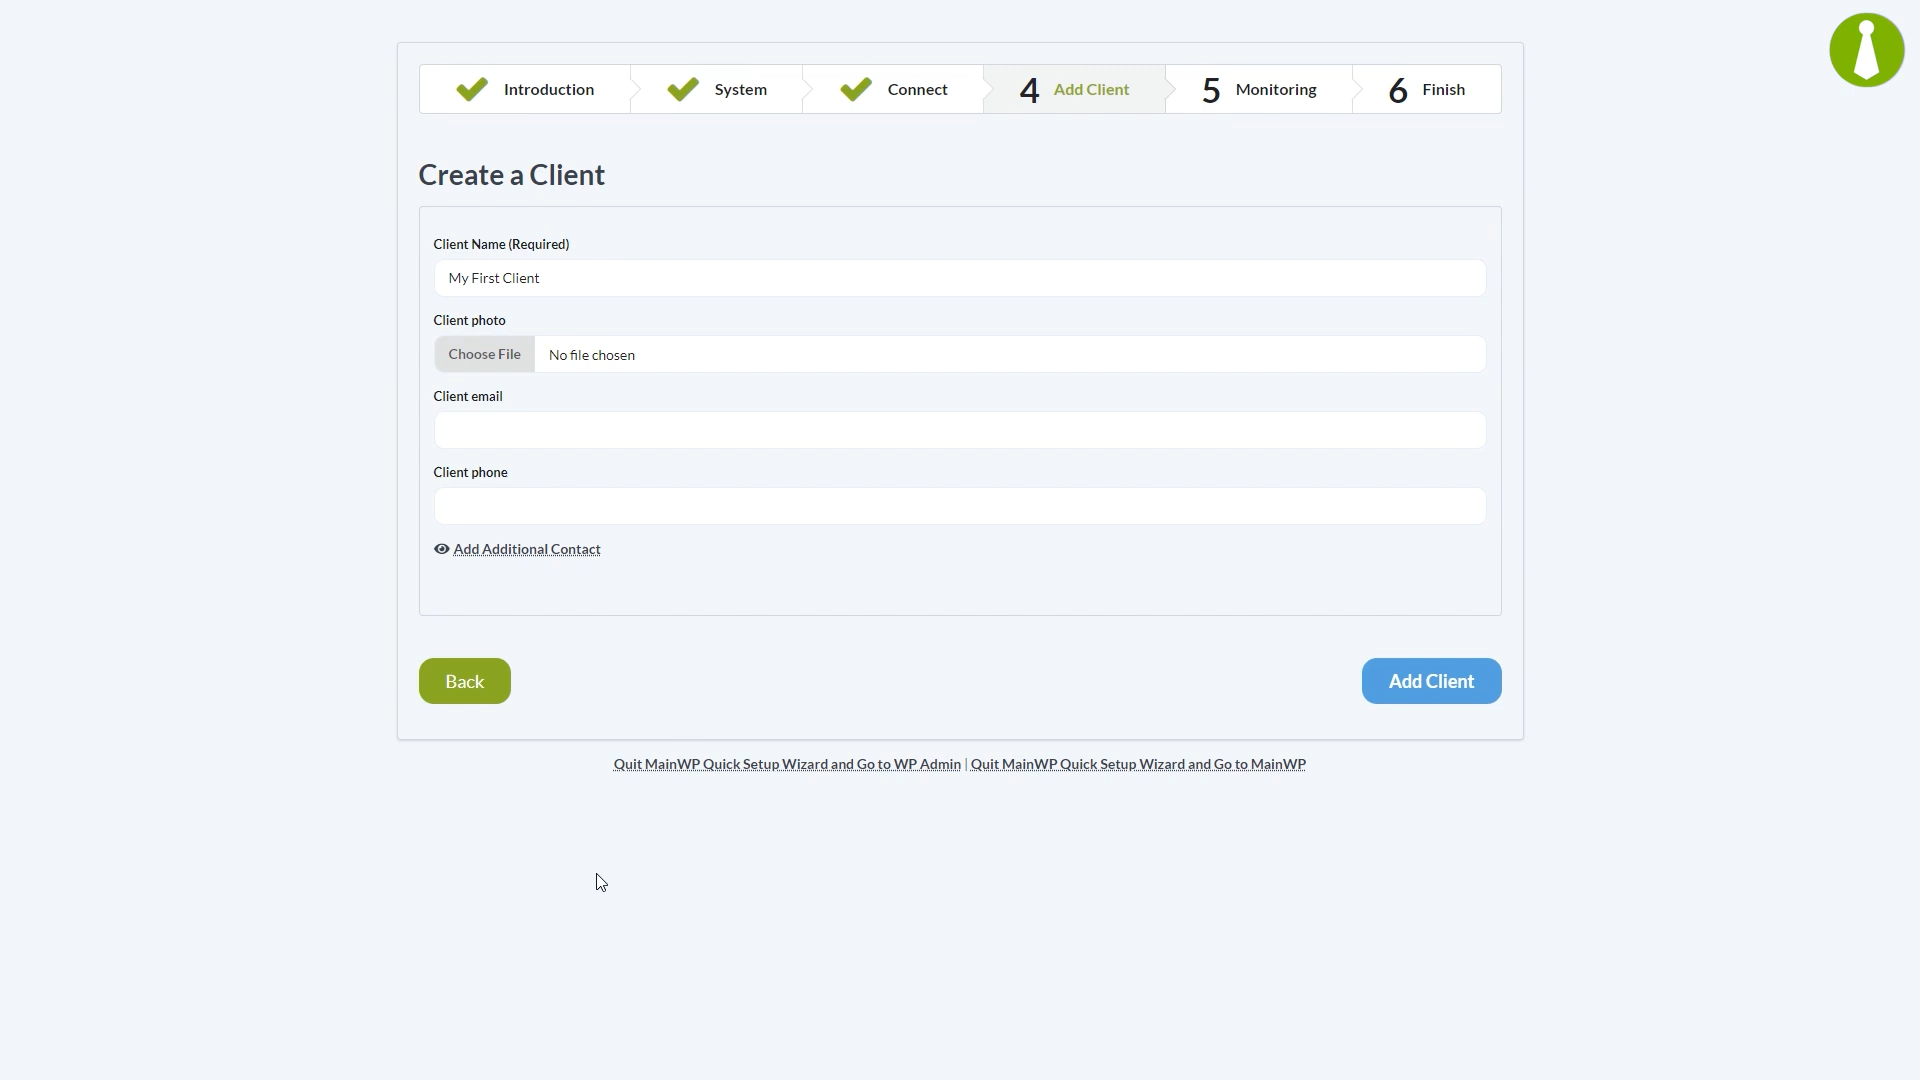 Introduction
System
Connect
4 Add Client
5 Monitoring
6 Finish
Create a Client
Client Name (Required)
My First Client
Client photo
Choose File No file chosen
Client email
Client phone
Add Additional Contact
Back
Add Client
Quit MainWP Quick Setup Wizard and Go to WP Admin | Quit MainWP Quick Setup Wizard and Go to MainWP